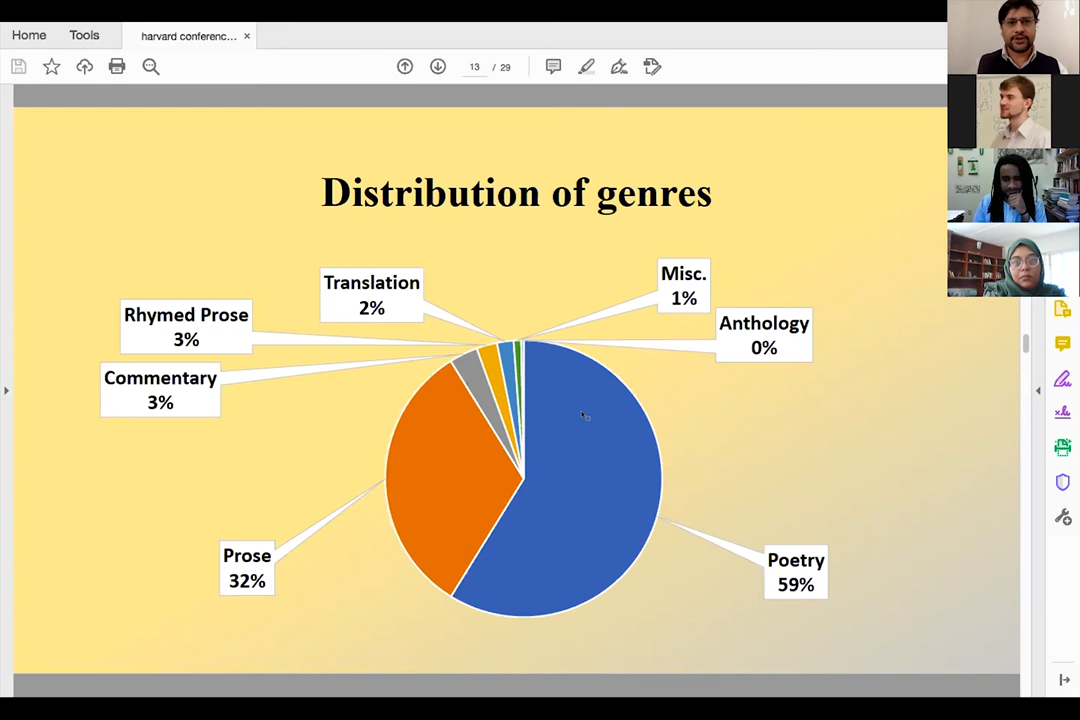 Home
Tools
harvard conferenc...
13 / 29
Distribution of genres
Translation
2%
Misc.
1%
Rhymed Prose
3%
Anthology
0%
Commentary
3%
Prose
32%
Poetry
59%